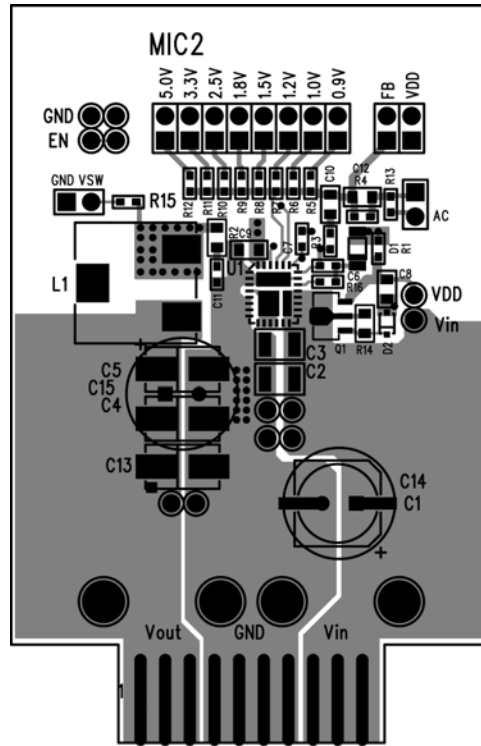 MIC2
5.0V 3.3V 2.5V 1.8V 1.5V 1.2V 1.0V 0.9V
FB VDD
GND
EN
GND VSW
R15
R12 R11 R10 R9 R8 R7 R6 R5
C10
C12
R4
R13
AC
L1
R2
C9
C7
R3
D1
R1
U1
C11
C6
R16
C8
VDD
Vin
Q1
R14
D2
C3
C2
C5
C15
C4
C13
C14
C1
+
+
Vout GND Vin
1